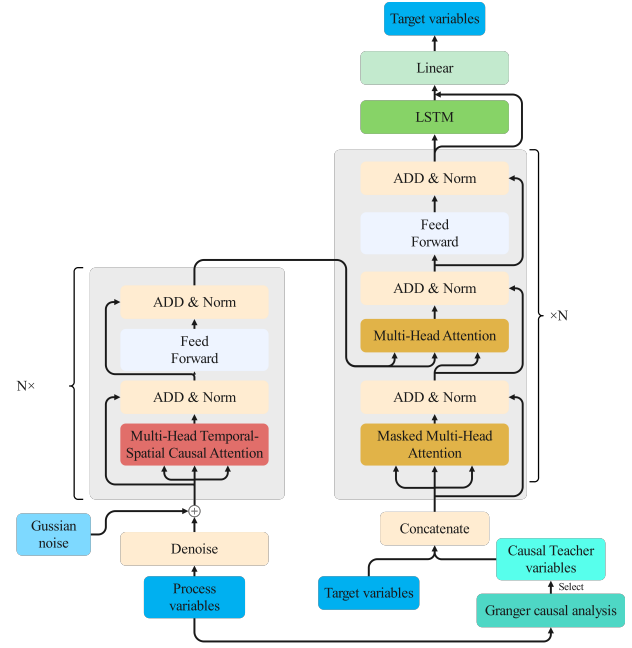 Target variables
Linear
LSTM
ADD & Norm
Feed
Forward
ADD & Norm
Multi-Head Attention
ADD & Norm
Masked Multi-Head
Attention
×N
ADD & Norm
Feed
Forward
ADD & Norm
Multi-Head Temporal-
Spatial Causal Attention
N×
Gussian
noise
Denoise
Process
variables
Concatenate
Target variables
Causal Teacher
variables
Select
Granger causal analysis